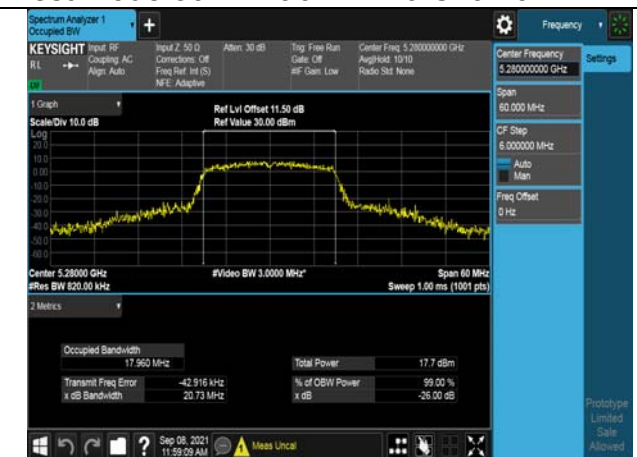 Spectrum Analyzer 1
Occupied BW
Frequency
KEYSIGHT
RL
Input: RF
Coupling: AC
Align: Auto
Input Z: 50 Ω
Corrections: Off
Freq Ref: Int (S)
NFE: Adaptive
Atten: 30 dB
Trig: Free Run
Gate: Off
#IF Gain: Low
Center Freq: 5.280000000 GHz
Avg|Hold: 10/10
Radio Std: None
Center Frequency
5.280000000 GHz
Settings
Span
60.000 MHz
CF Step
6.000000 MHz
Auto
Man
Freq Offset
0 Hz
1 Graph
Scale/Div 10.0 dB
Ref Lvl Offset 11.50 dB
Ref Value 30.00 dBm
Log
20.0
10.0
0.00
-10.0
-20.0
-30.0
-40.0
-50.0
-60.0
Center 5.28000 GHz
#Res BW 820.00 kHz
#Video BW 3.0000 MHz*
Span 60 MHz
Sweep 1.00 ms (1001 pts)
2 Metrics
Occupied Bandwidth
17.960 MHz
Total Power 17.7 dBm
Transmit Freq Error -42.916 kHz
% of OBW Power 99.00 %
x dB Bandwidth 20.73 MHz
x dB -26.00 dB
Prototype
Limited
Sale
Allowed
?
Sep 08, 2021
11:59:09 AM
Meas Uncal